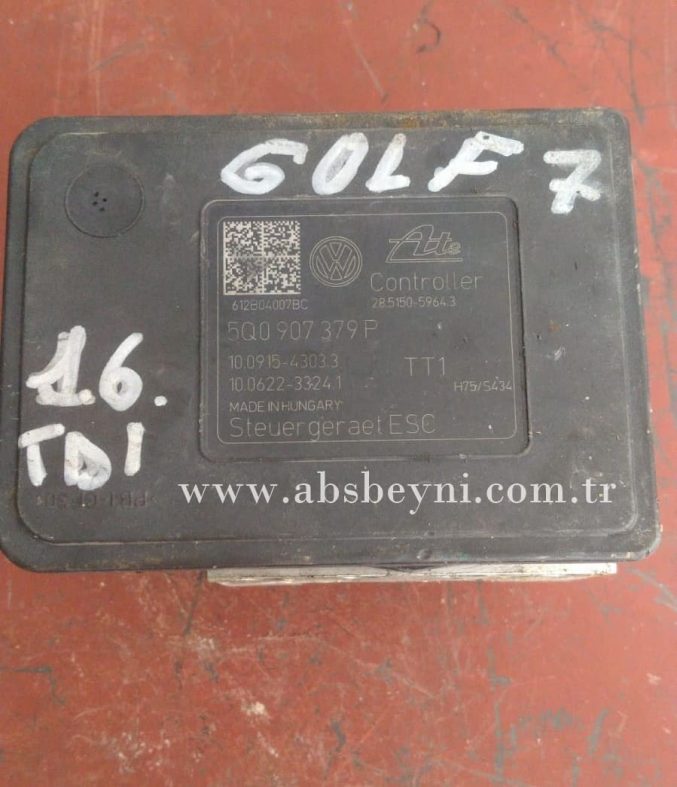 GOLF 7
Ate
Controller
28.5150-5964.3
612B04007BC
5Q0 907 379 P
10.0915-4303.3
10.0622-3324.1
TT1
H75/S434
MADE IN HUNGARY
Steuergeraet ESC
1.6.
TDI
www.absbeyni.com.tr